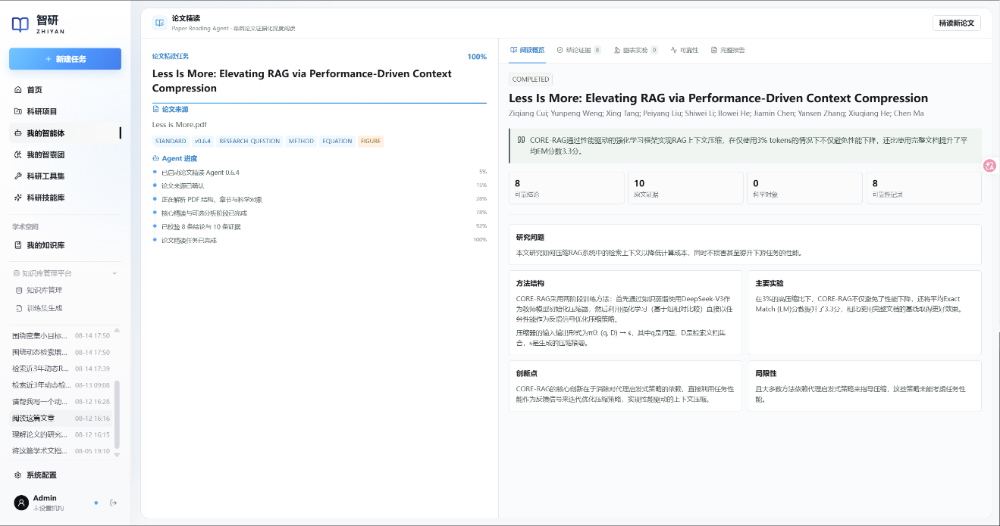 智研
ZHIYAN
+ 新建任务
首页
科研项目
我的智能体
我的智囊团
科研工具集
科研技能库
学术空间
我的知识库
知识库管理平台
知识库管理
训练集生成
围绕密集小目标... 08-14 17:50
围绕动态检索增... 08-14 17:50
检索近3年动态R... 08-14 17:39
检索近3年动态检... 08-13 09:08
请帮我写一个动... 08-12 16:28
阅读这篇文章 08-12 16:16
理解论文的研究... 08-12 16:15
将这篇学术文档... 08-05 19:10
系统配置
Admin
未设置机构
论文精读
Paper Reading Agent · 单篇论文证据化深度阅读
精读新论文
论文精读任务 100%
Less Is More: Elevating RAG via Performance-Driven Context
Compression
论文来源
Less is More.pdf
STANDARD v0.6.4 RESEARCH_QUESTION METHOD EQUATION FIGURE
Agent 进度
已启动论文精读 Agent 0.6.4 5%
论文来源已确认 15%
正在解析 PDF 结构、章节与科学对象 28%
核心精读与可选分析阶段已完成 78%
已校验 8 条结论与 10 条证据 92%
论文精读任务已完成 100%
阅读概览 结论证据 8 图表实验 0 可靠性 完整报告
COMPLETED
Less Is More: Elevating RAG via Performance-Driven Context Compression
Ziqiang Cui; Yunpeng Weng; Xing Tang; Peiyang Liu; Shiwei Li; Bowei He; Jiamin Chen; Yansen Zhang; Xiuqiang He; Chen Ma
CORE-RAG通过性能驱动的强化学习框架实现RAG上下文压缩，在仅使用3% tokens的情况下不仅避免性能下降，还比使用完整文档提升了平
均EM分数3.3分。
8 10 0 8
可靠结论 原文证据 科学对象 可靠性记录
研究问题
本文研究如何压缩RAG系统中的检索上下文以降低计算成本，同时不损害甚至提升下游任务的性能。
方法结构
CORE-RAG采用两阶段训练方法：首先通过知识蒸馏使用DeepSeek-V3作
为教师模型初始化压缩器，然后利用强化学习（基于组相对比较）直接以任
务性能作为反馈信号优化压缩策略。
压缩器的输入输出形式为πθ: (q, D) → s，其中q是问题，D是检索文档集
合，s是生成的压缩摘要。
主要实验
在3%的高压缩比下，CORE-RAG不仅避免了性能下降，还将平均Exact
Match (EM)分数提升了3.3分，相比使用完整文档的基线取得更好效果。
创新点
CORE-RAG的核心创新在于消除对代理启发式策略的依赖，直接利用任务性
能作为反馈信号来迭代优化压缩策略，实现性能驱动的上下文压缩。
局限性
且大多数方法依赖代理启发式策略来指导压缩，这些策略未能考虑任务性
能。